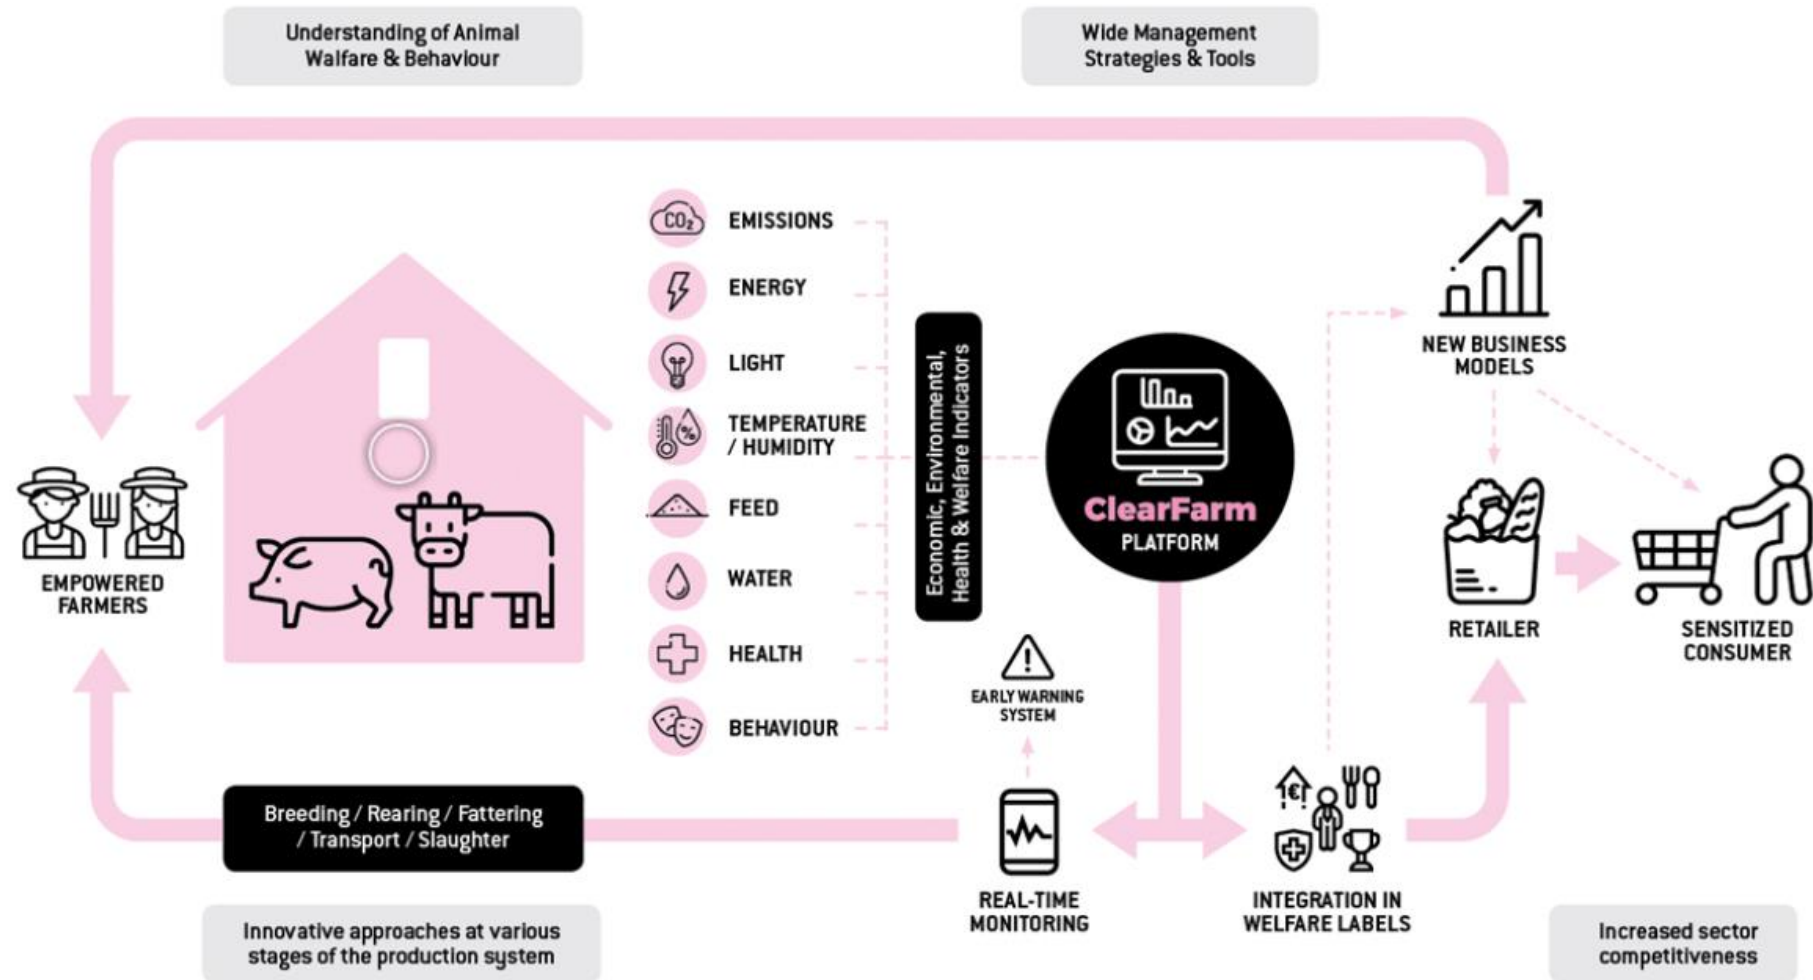 Understanding of Animal
Walfare & Behaviour
Wide Management
Strategies & Tools
CO₂
EMISSIONS
ENERGY
LIGHT
%
TEMPERATURE
/ HUMIDITY
FEED
WATER
HEALTH
BEHAVIOUR
Economic, Environmental,
Health & Welfare Indicators
ClearFarm
PLATFORM
NEW BUSINESS
MODELS
EMPOWERED
FARMERS
RETAILER
SENSITIZED
CONSUMER
!
EARLY WARNING
SYSTEM
Breeding / Rearing / Fattering
/ Transport / Slaughter
€
REAL-TIME
MONITORING
INTEGRATION IN
WELFARE LABELS
Innovative approaches at various
stages of the production system
Increased sector
competitiveness